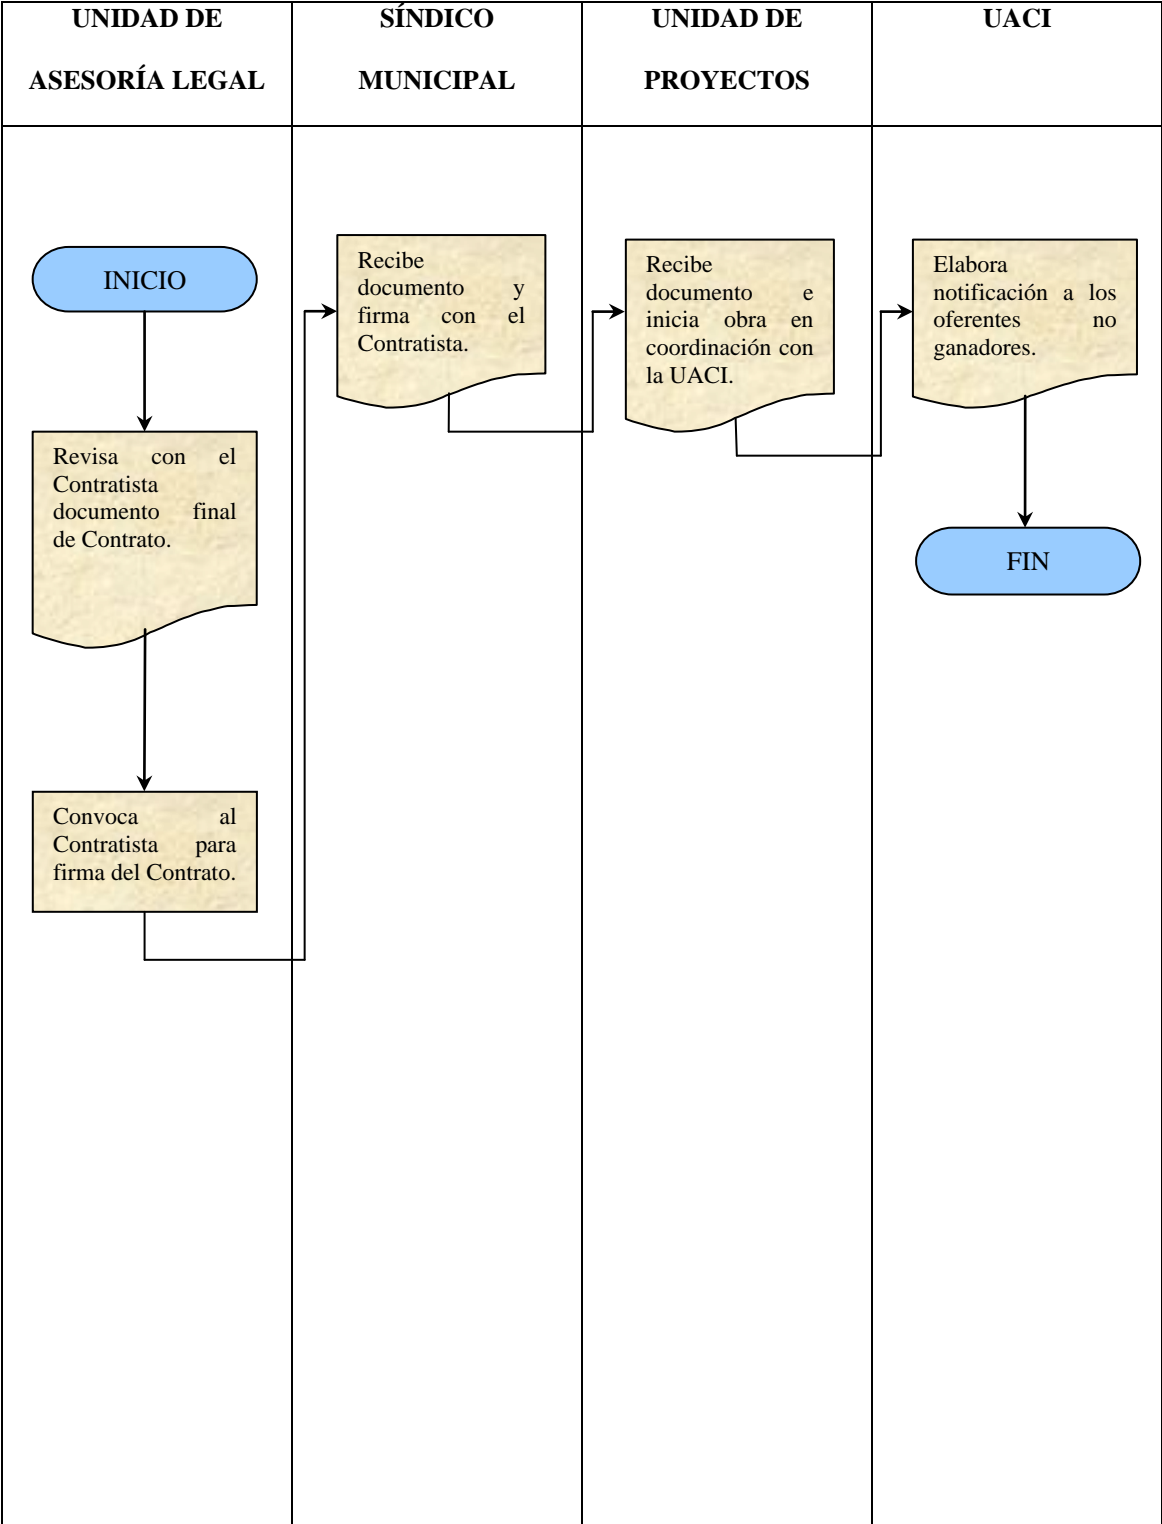 UNIDAD DE
ASESORÍA LEGAL
SÍNDICO
MUNICIPAL
UNIDAD DE
PROYECTOS
UACI
INICIO
Revisa con el
Contratista
documento final
de Contrato.
Convoca al
Contratista para
firma del Contrato.
Recibe
documento y
firma con el
Contratista.
Recibe
documento e
inicia obra en
coordinación con
la UACI.
Elabora
notificación a los
oferentes no
ganadores.
FIN